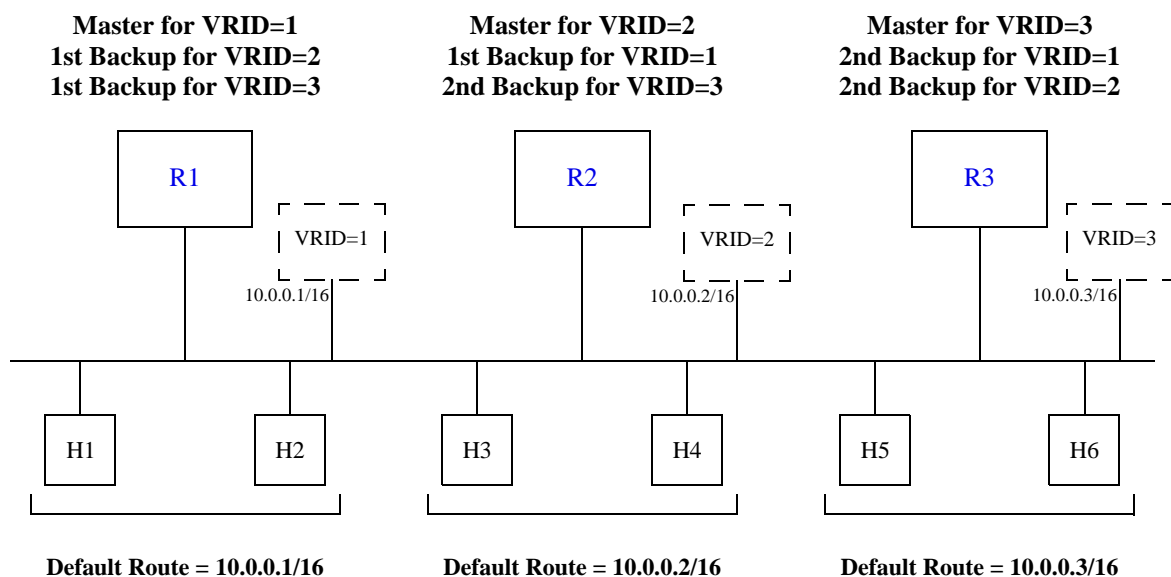 Master for VRID=1
1st Backup for VRID=2
1st Backup for VRID=3
Master for VRID=2
1st Backup for VRID=1
2nd Backup for VRID=3
Master for VRID=3
2nd Backup for VRID=1
2nd Backup for VRID=2
R1
R2
R3
VRID=1
VRID=2
VRID=3
10.0.0.1/16
10.0.0.2/16
10.0.0.3/16
H1
H2
H3
H4
H5
H6
Default Route = 10.0.0.1/16
Default Route = 10.0.0.2/16
Default Route = 10.0.0.3/16